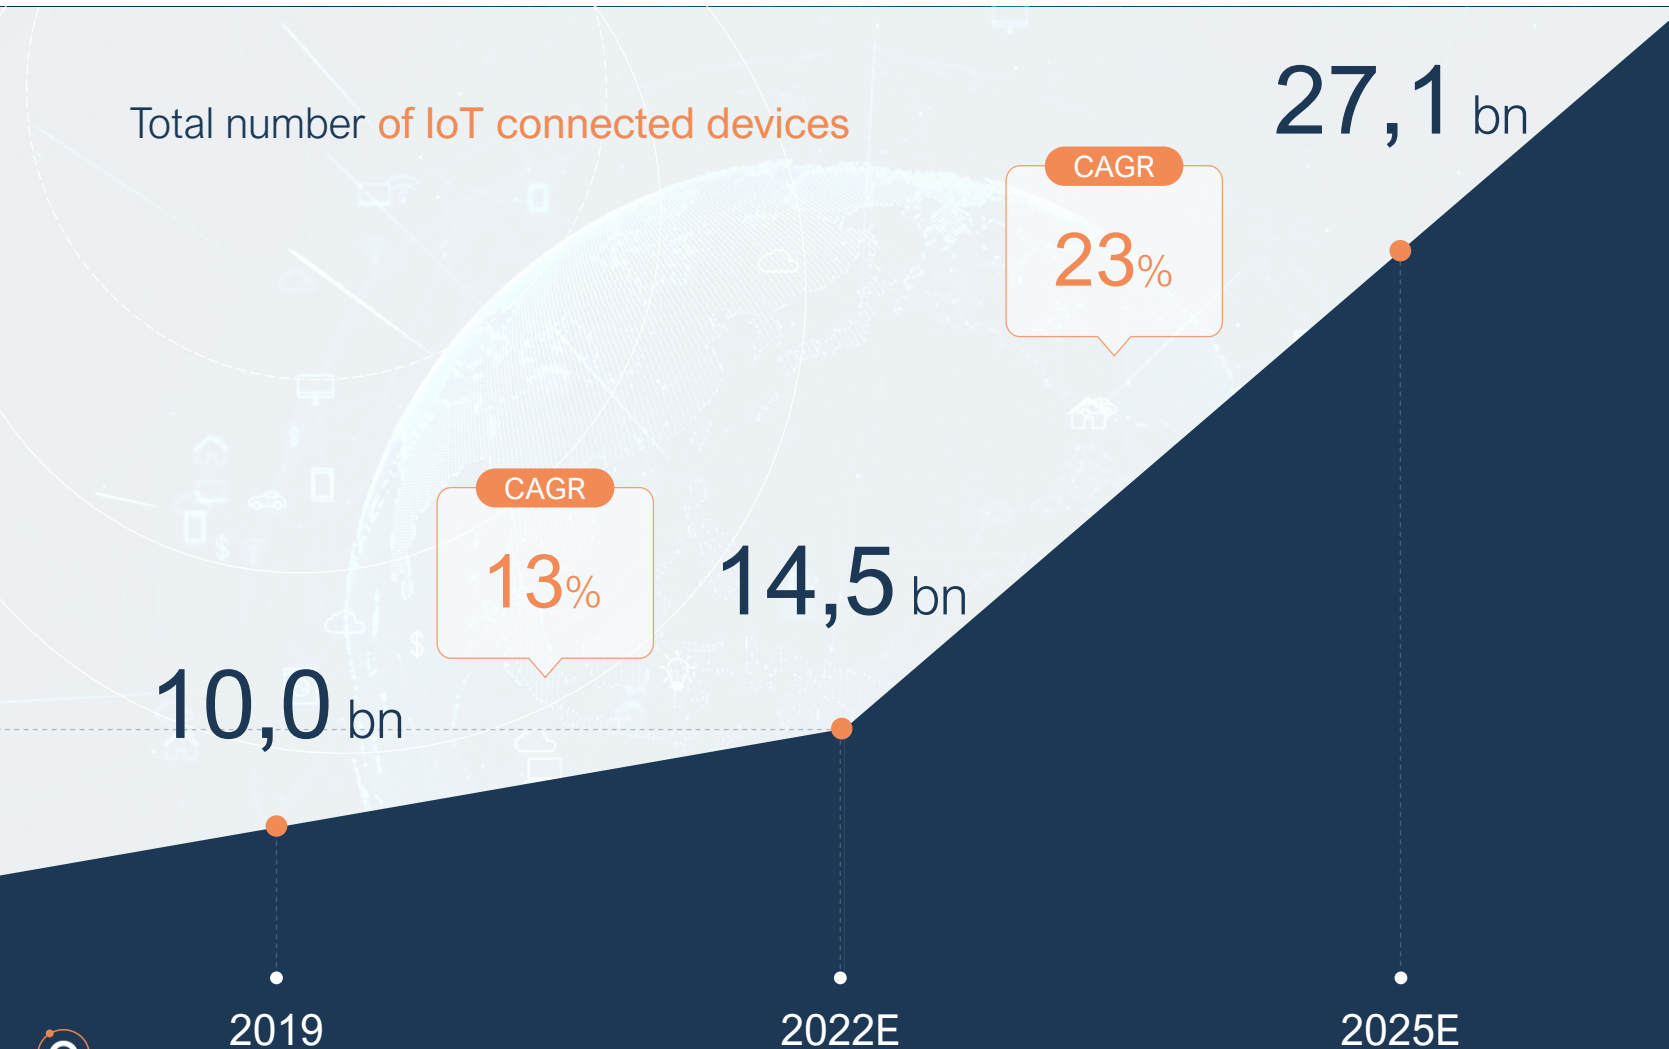 Total number of IoT connected devices
27,1 bn
CAGR
23%
CAGR
13%
14,5 bn
10,0 bn
2019
2022E
2025E